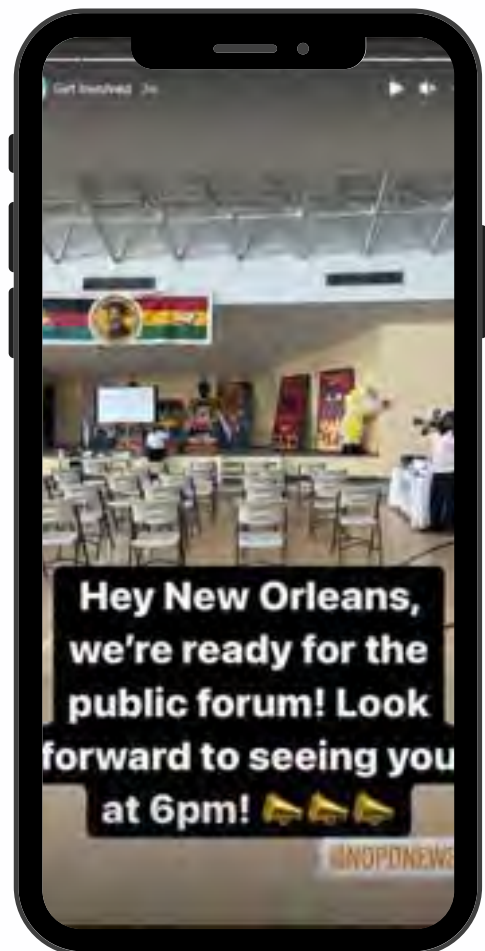 Get Involved
Hey New Orleans,
we're ready for the
public forum! Look
forward to seeing you
at 6pm! 📣📣📣
@NOPDNEWS